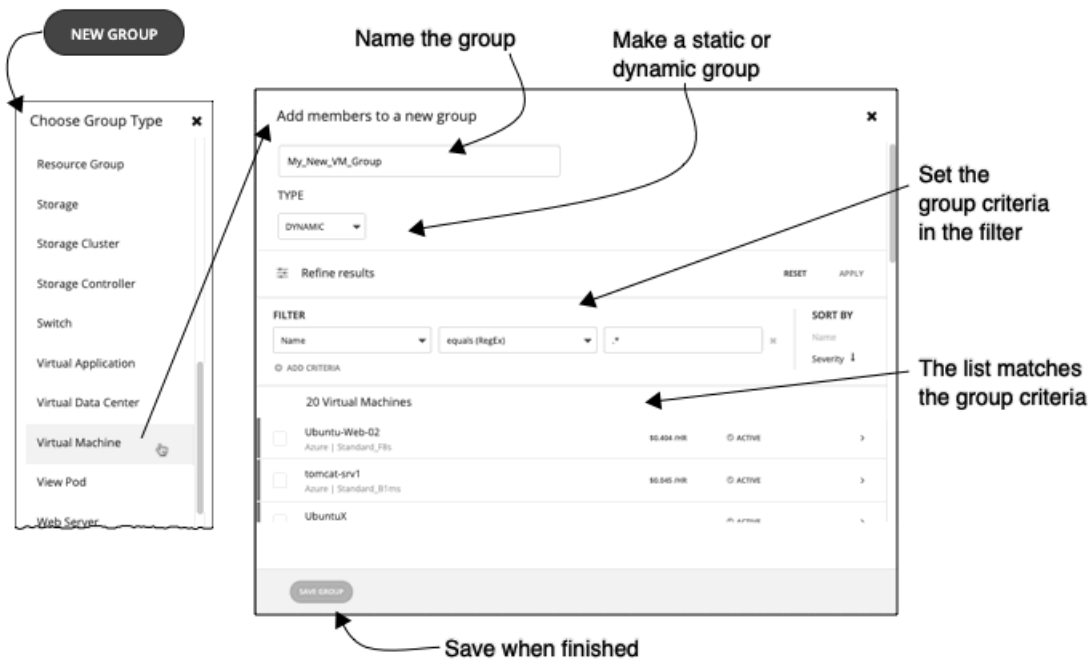 NEW GROUP
Name the group
Make a static or
dynamic group
Choose Group Type
Resource Group
Storage
Storage Cluster
Storage Controller
Switch
Virtual Application
Virtual Data Center
Virtual Machine
View Pod
Web Server
Add members to a new group
My_New_VM_Group
TYPE
DYNAMIC
Refine results
RESET APPLY
FILTER
SORT BY
Name equals (RegEx) .*
Name
ADD CRITERIA
Severity
20 Virtual Machines
Ubuntu-Web-02
Azure | Standard_F8s
$0.404 /HR ACTIVE
tomcat-srv1
Azure | Standard_B1ms
$0.045 /HR ACTIVE
UbuntuX
ACTIVE
SAVE GROUP
Set the
group criteria
in the filter
The list matches
the group criteria
Save when finished